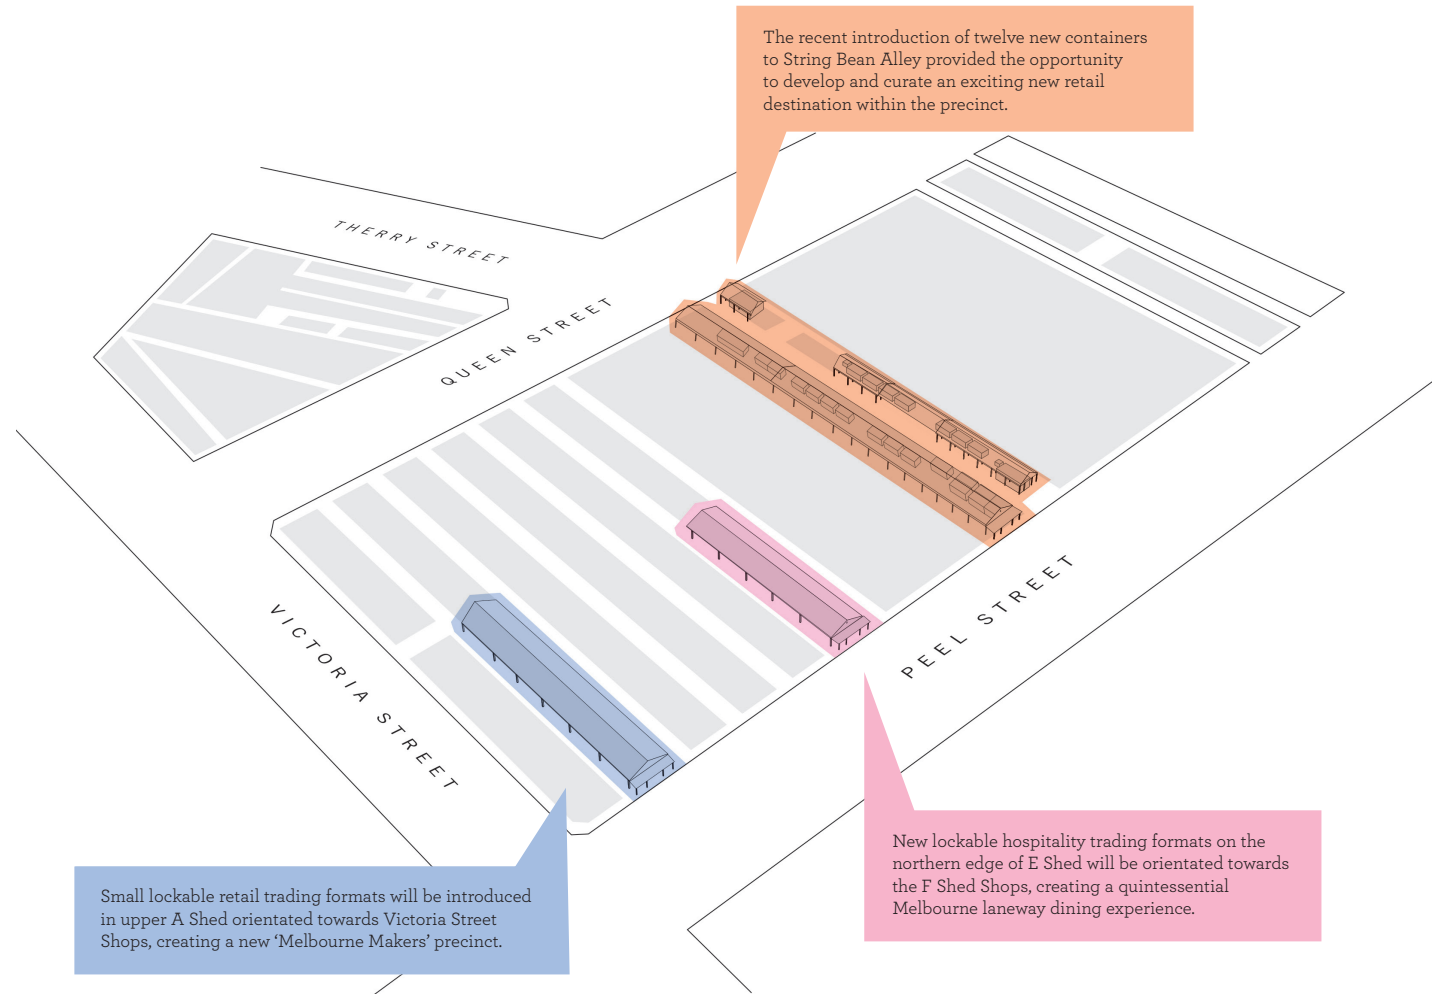 The recent introduction of twelve new containers
to String Bean Alley provided the opportunity
to develop and curate an exciting new retail
destination within the precinct.
THERRY STREET
QUEEN STREET
VICTORIA STREET
PEEL STREET
New lockable hospitality trading formats on the
northern edge of E Shed will be orientated towards
the F Shed Shops, creating a quintessential
Melbourne laneway dining experience.
Small lockable retail trading formats will be introduced
in upper A Shed orientated towards Victoria Street
Shops, creating a new ‘Melbourne Makers’ precinct.